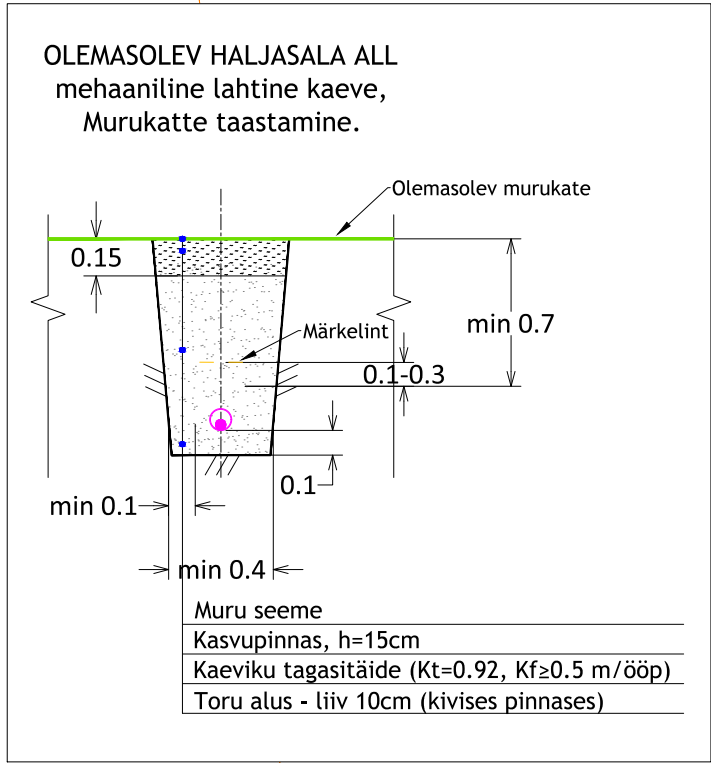 OLEMASOLEV HALJASALA ALL
mehaaniline lahtine kaeve,
Murukatte taastamine.
Olemasolev murukate
0.15
min 0.7
Märkelint
0.1-0.3
0.1
min 0.1
min 0.4
Muru seeme
Kasvupinnas, h=15cm
Kaeviku tagasitäide (Kt=0.92, Kf≥0.5 m/ööp)
Toru alus - liiv 10cm (kivises pinnases)